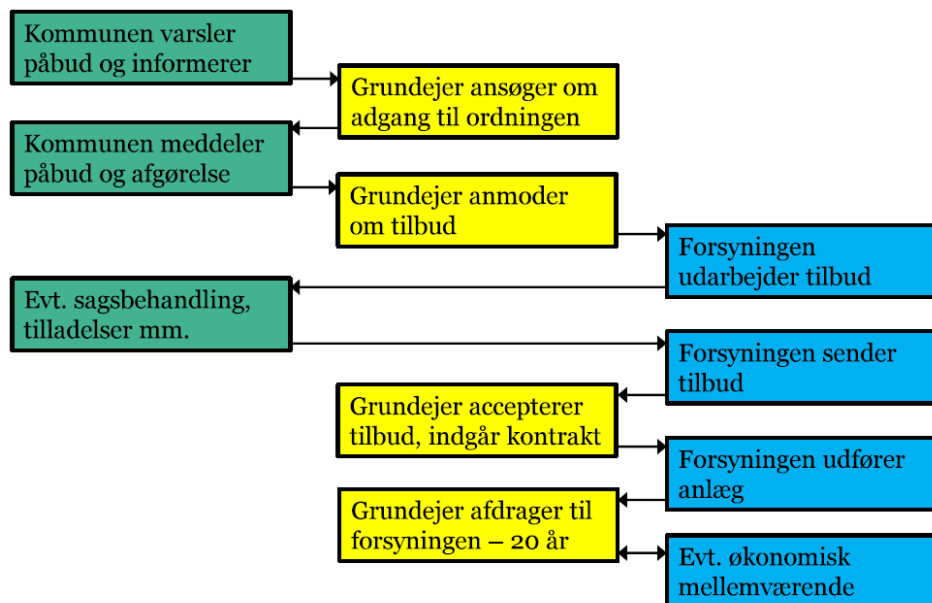 Kommunen varsler
påbud og informerer
Grundejer ansøger om
adgang til ordningen
Kommunen meddeler
påbud og afgørelse
Grundejer anmoder
om tilbud
Forsyningen
udarbejder tilbud
Evt. sagsbehandling,
tilladelser mm.
Forsyningen sender
tilbud
Grundejer accepterer
tilbud, indgår kontrakt
Forsyningen udfører
anlæg
Grundejer afdrager til
forsyningen – 20 år
Evt. økonomisk
mellemværende